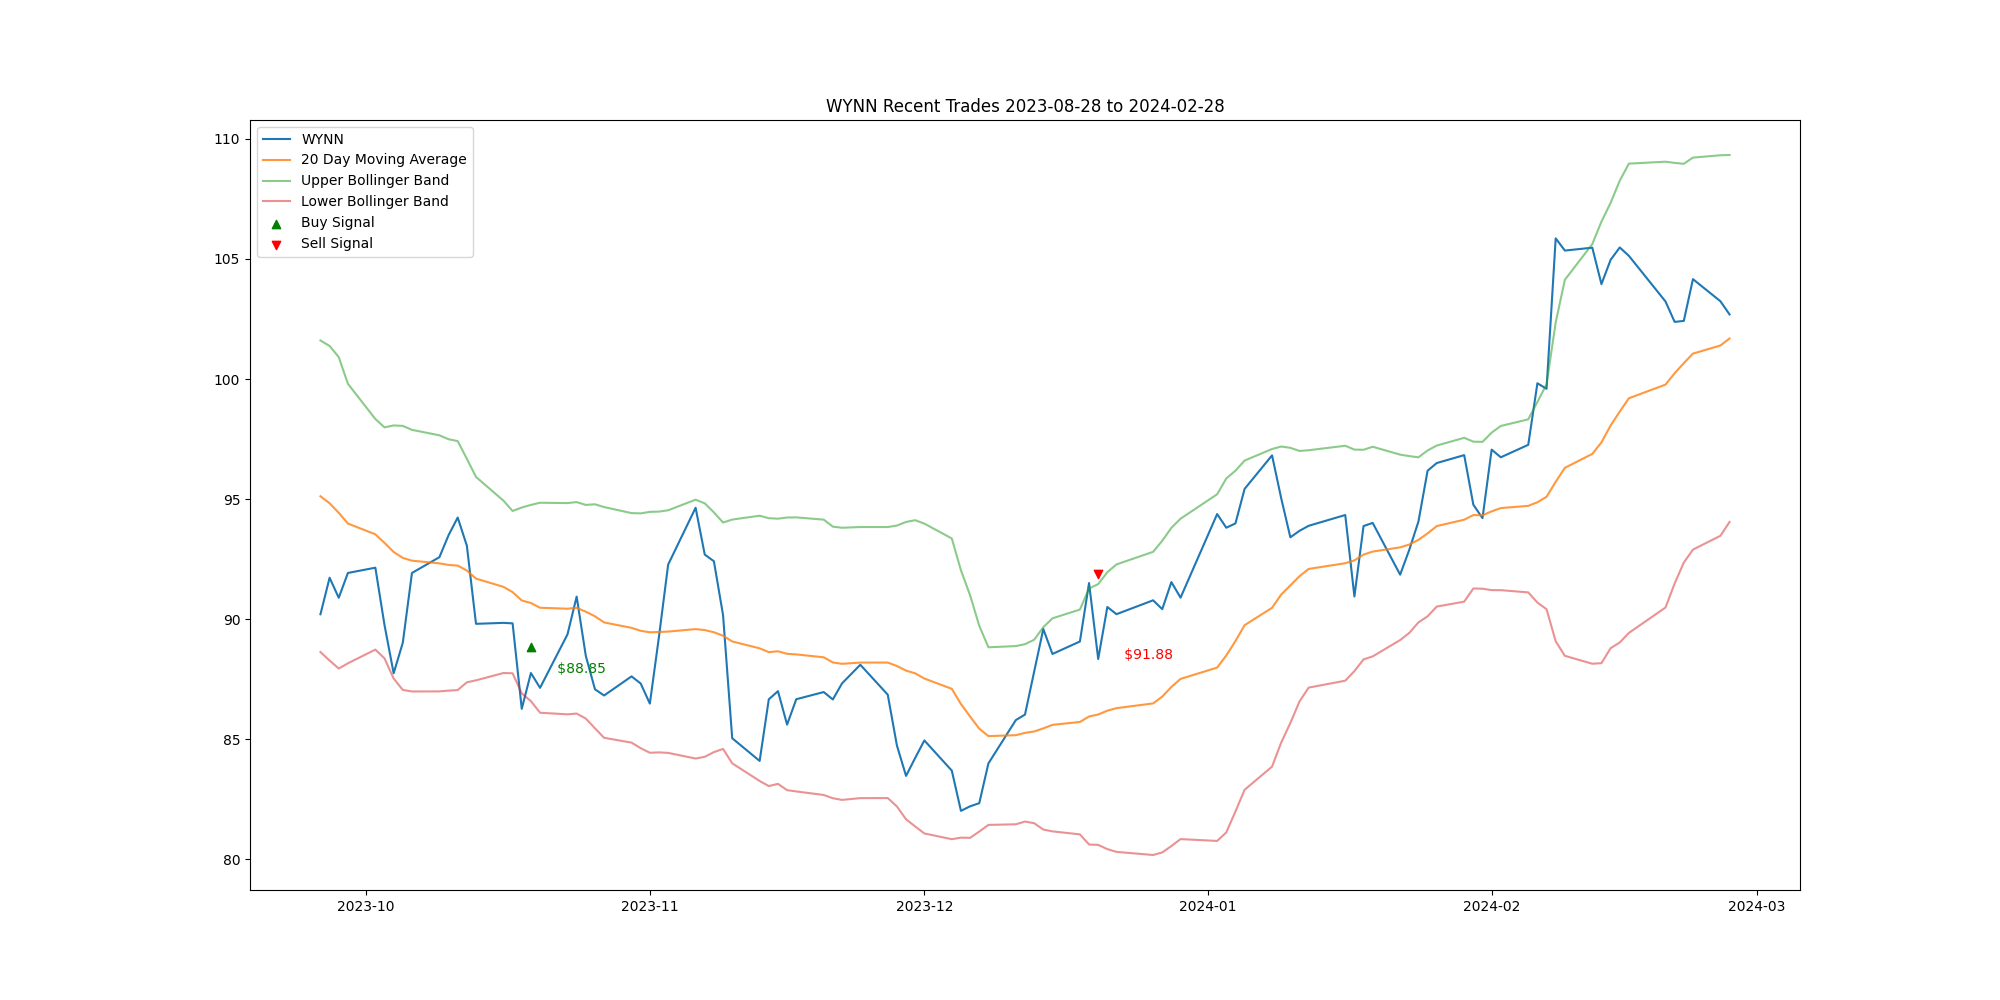 WYNN Recent Trades 2023-08-28 to 2024-02-28
WYNN
20 Day Moving Average
Upper Bollinger Band
Lower Bollinger Band
Buy Signal
Sell Signal
110
105
100
95
90
85
80
$88.85
$91.88
2023-10
2023-11
2023-12
2024-01
2024-02
2024-03